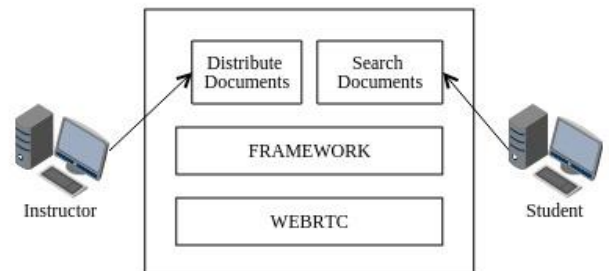 Distribute
Documents
Search
Documents
FRAMEWORK
WEBRTC
Instructor
Student